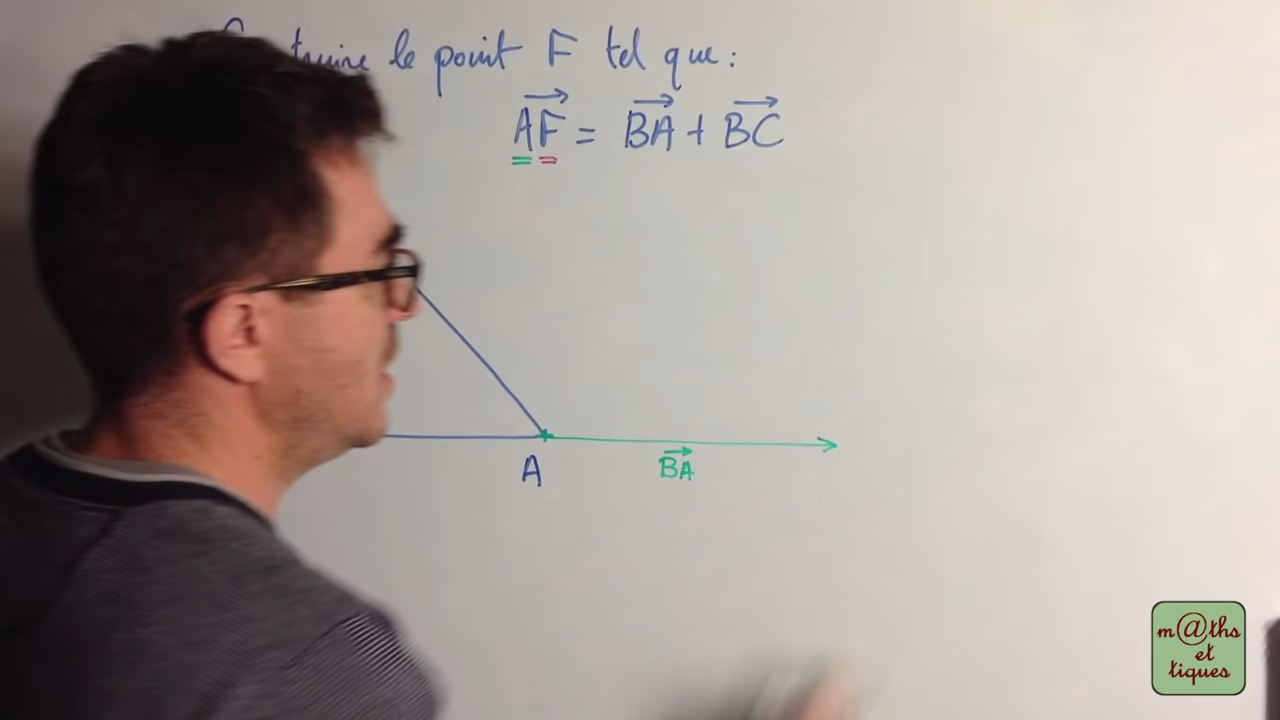 le point F tel que :
AF = BA + BC
A
BA
m@ths
et
tiques